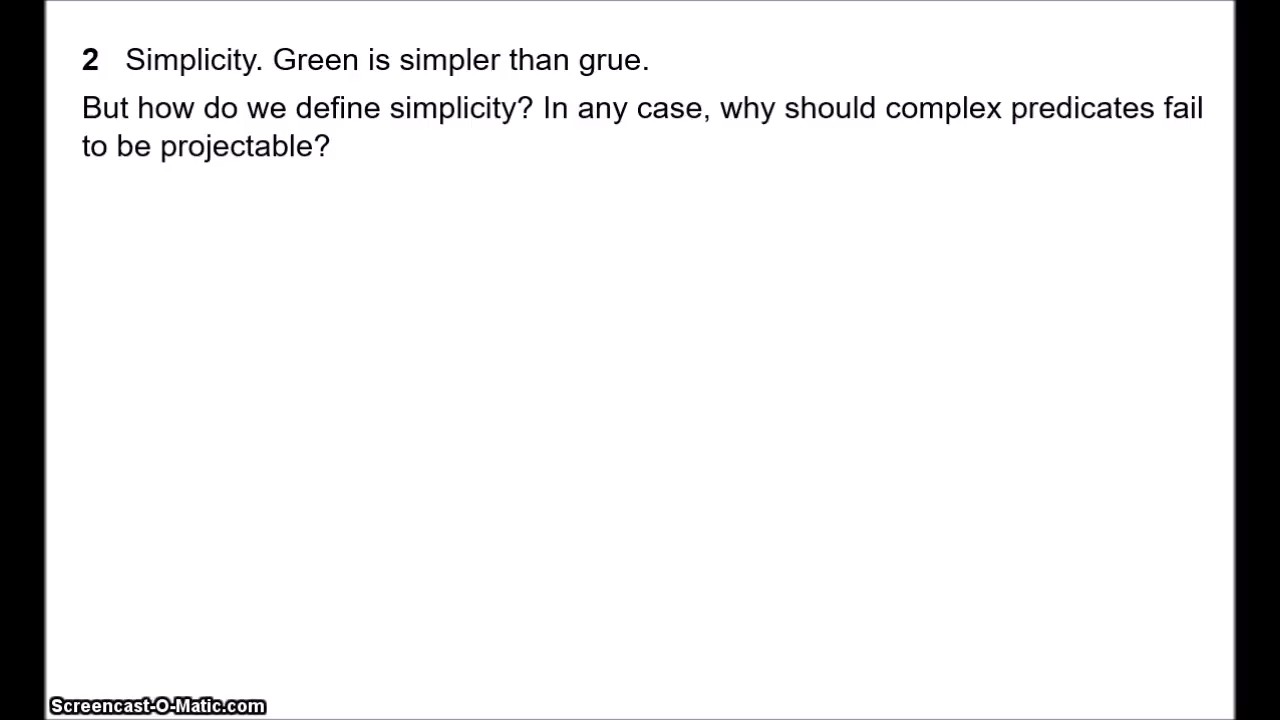 2 Simplicity. Green is simpler than grue.
But how do we define simplicity? In any case, why should complex predicates fail
to be projectable?
Screencast-O-Matic.com